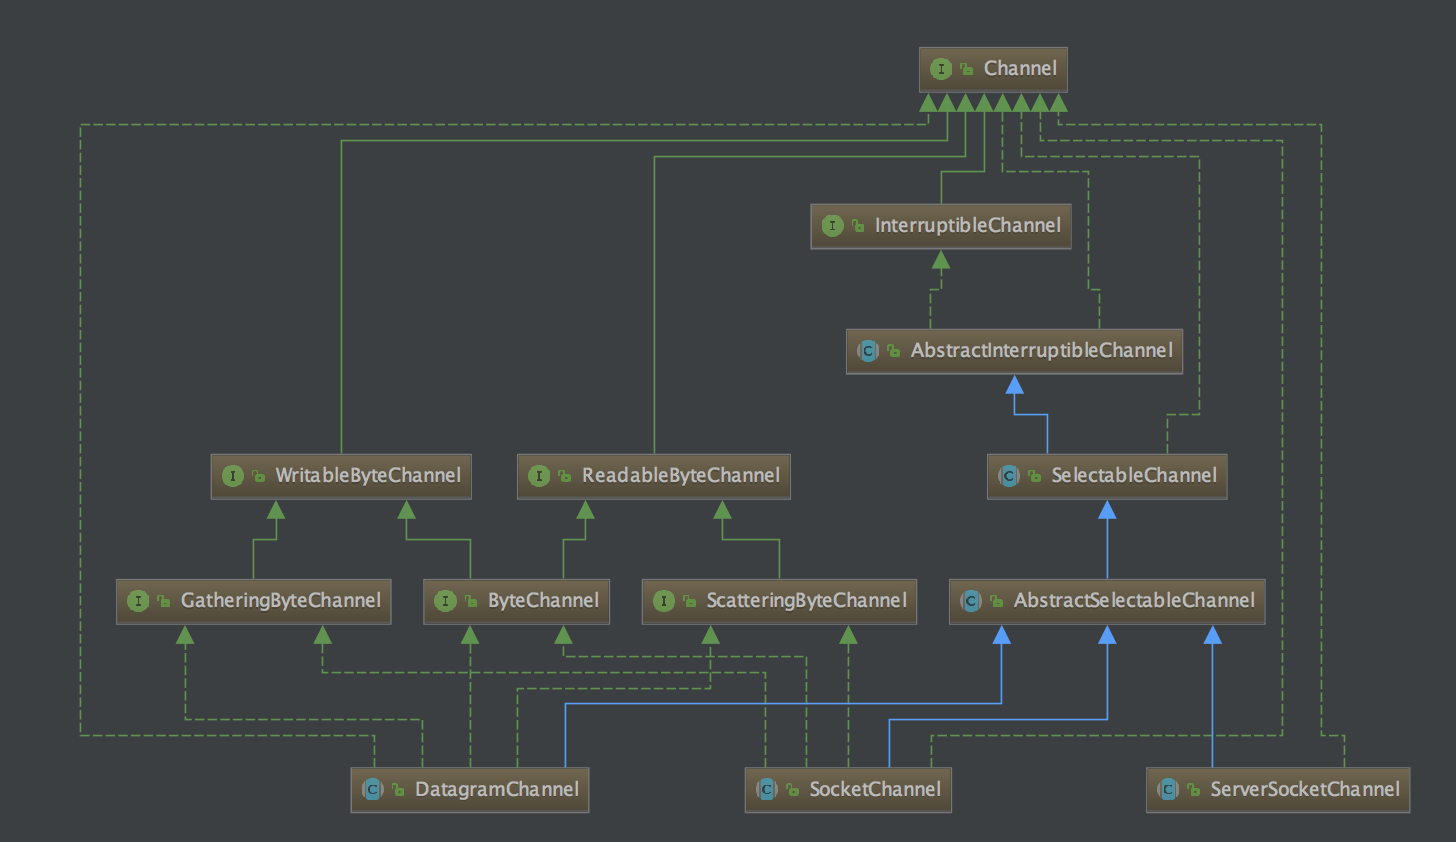 I Channel
I InterruptibleChannel
C AbstractInterruptibleChannel
I WritableByteChannel
I ReadableByteChannel
C SelectableChannel
I GatheringByteChannel
I ByteChannel
I ScatteringByteChannel
C AbstractSelectableChannel
C DatagramChannel
C SocketChannel
C ServerSocketChannel